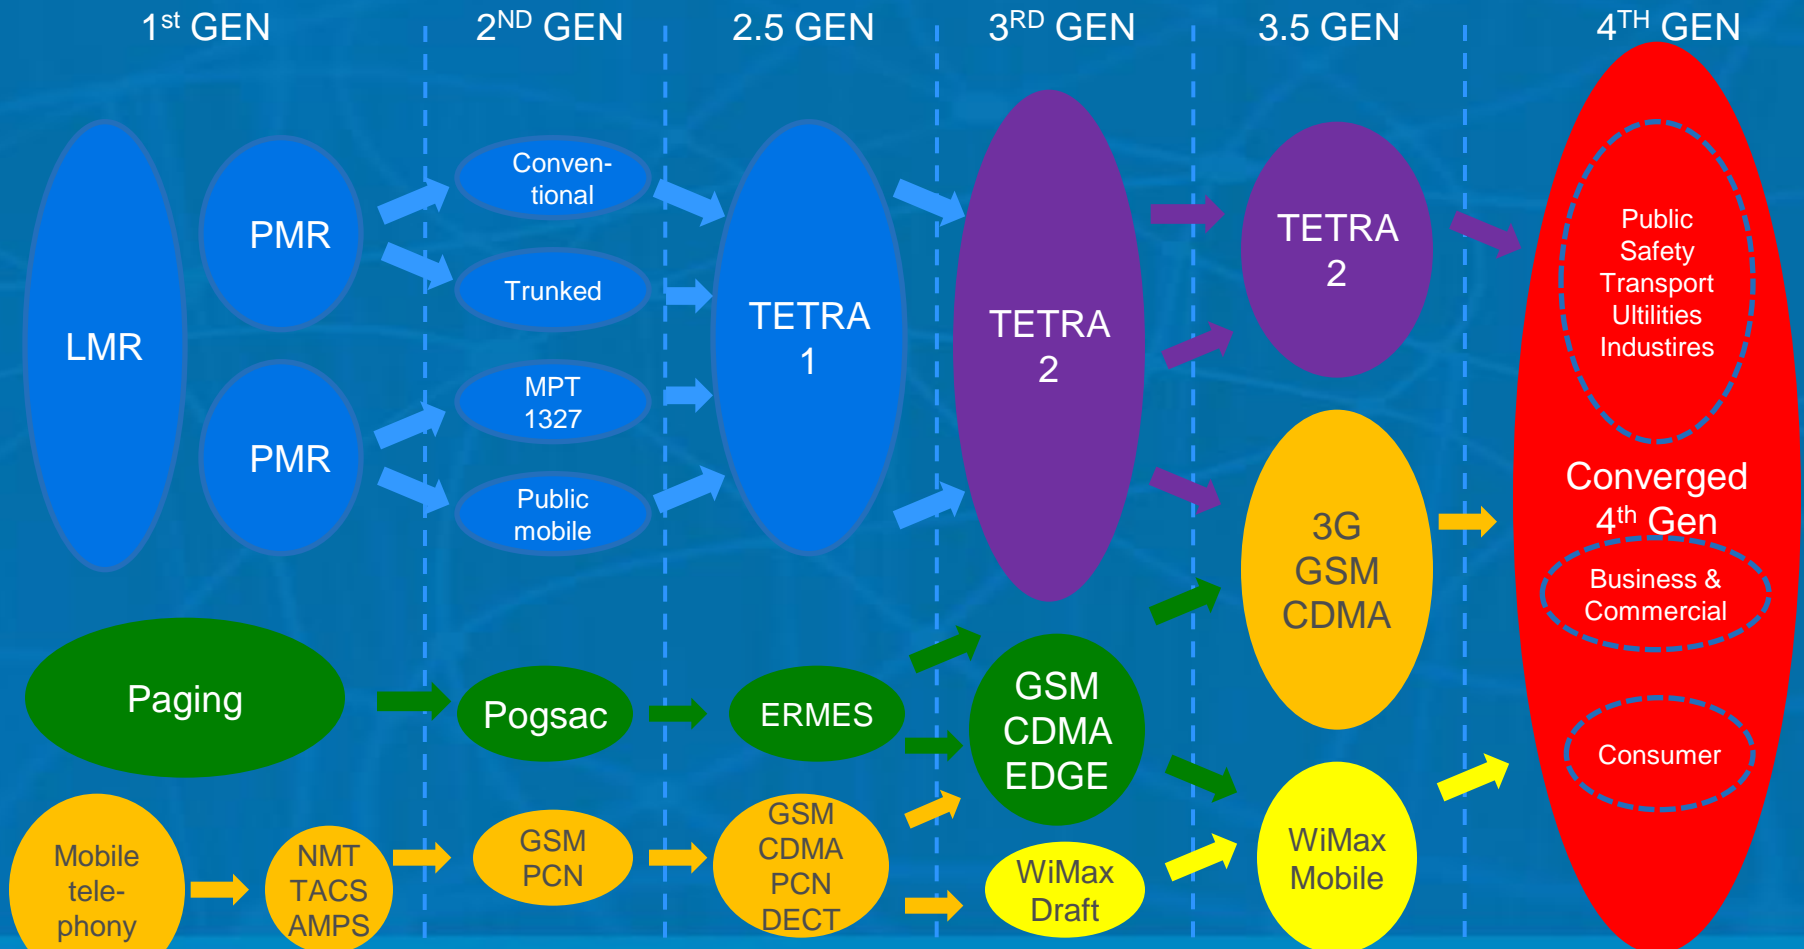 1st GEN
2ND GEN
2.5 GEN
3RD GEN
3.5 GEN
4TH GEN
LMR
PMR
PMR
Conven-
tional
Trunked
MPT
1327
Public
mobile
TETRA
1
TETRA
2
TETRA
2
3G
GSM
CDMA
Public
Safety
Transport
Ultilities
Industires
Converged
4th Gen
Business &
Commercial
Consumer
Paging
Pogsac
ERMES
GSM
CDMA
EDGE
Mobile
tele-
phony
NMT
TACS
AMPS
GSM
PCN
GSM
CDMA
PCN
DECT
WiMax
Draft
WiMax
Mobile